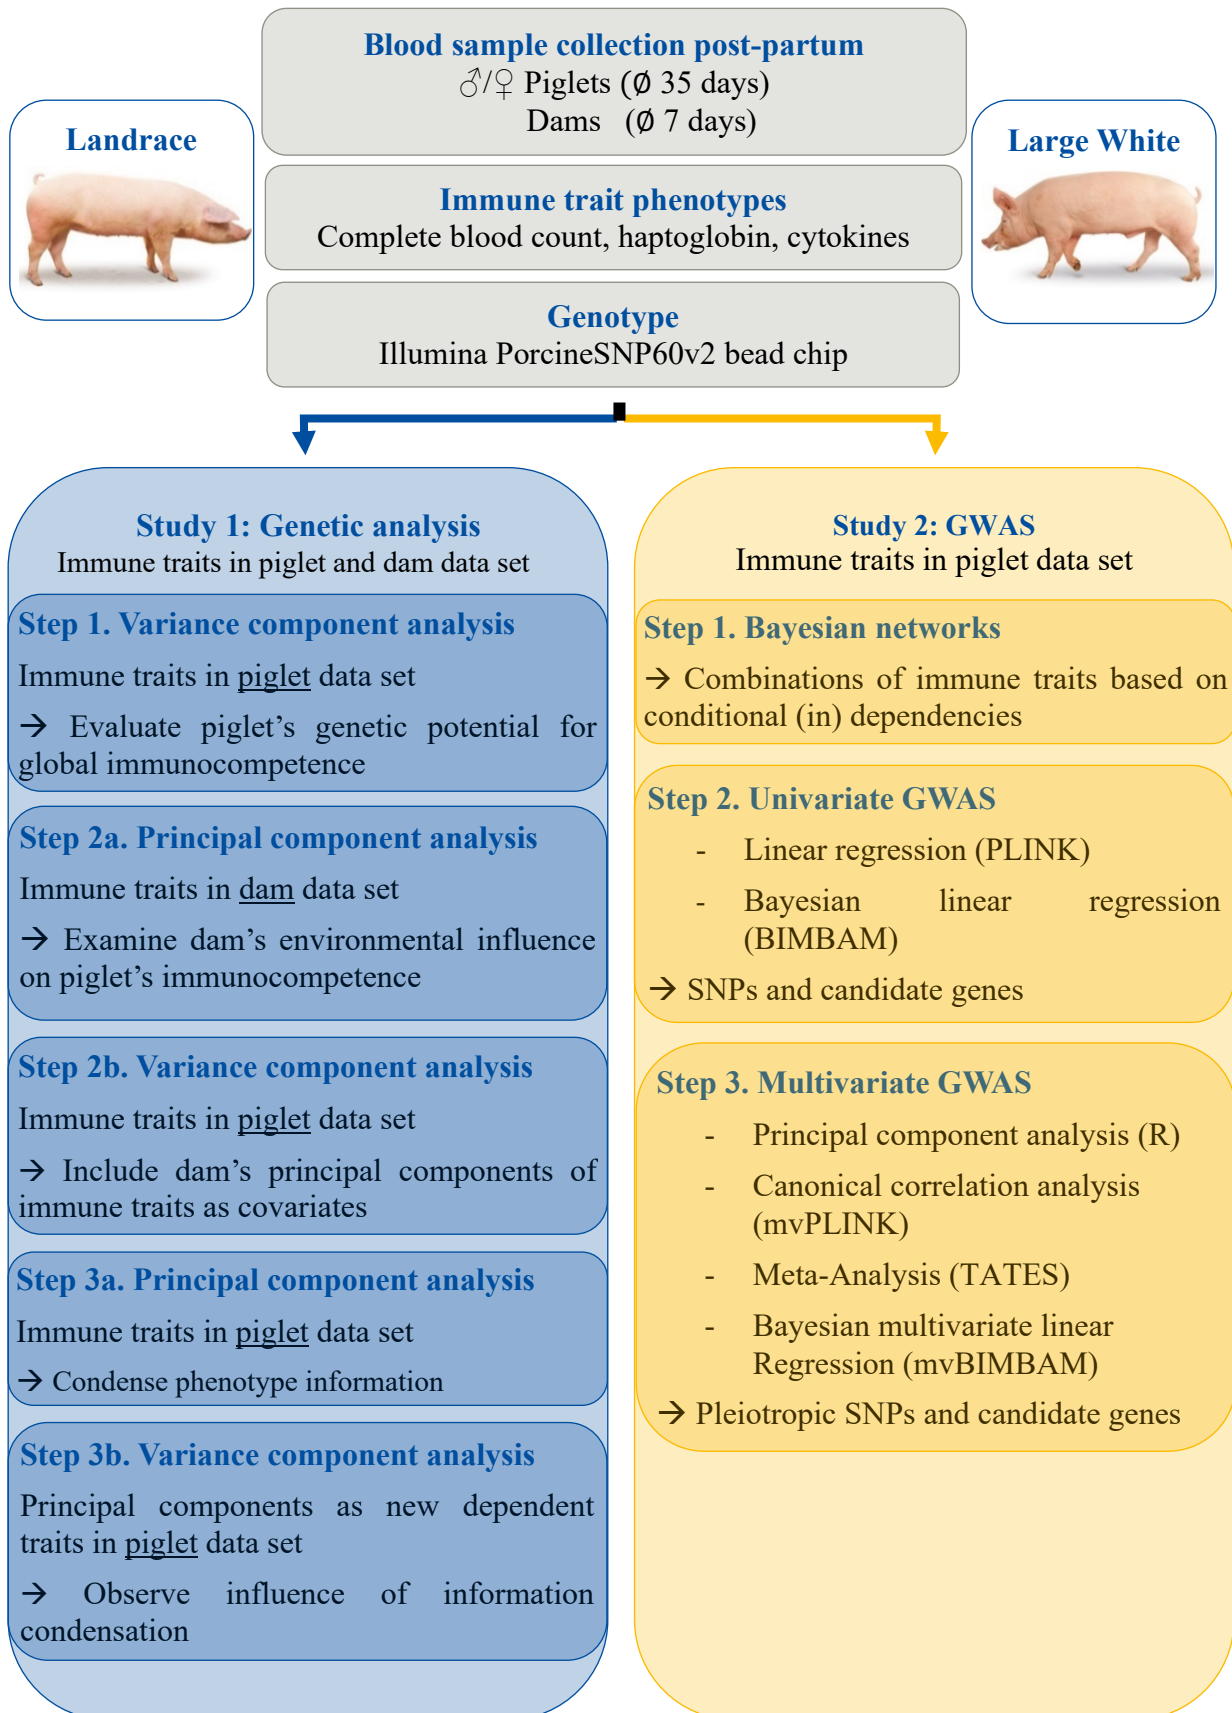 Blood sample collection post-partum
♂/♀ Piglets (Ø 35 days)
Dams (Ø 7 days)
Landrace
Large White
Immune trait phenotypes
Complete blood count, haptoglobin, cytokines
Genotype
Illumina PorcineSNP60v2 bead chip
Study 1: Genetic analysis
Immune traits in piglet and dam data set
Step 1. Variance component analysis
Immune traits in piglet data set
→ Evaluate piglet’s genetic potential for
global immunocompetence
Step 2a. Principal component analysis
Immune traits in dam data set
→ Examine dam’s environmental influence
on piglet’s immunocompetence
Step 2b. Variance component analysis
Immune traits in piglet data set
→ Include dam’s principal components of
immune traits as covariates
Step 3a. Principal component analysis
Immune traits in piglet data set
→ Condense phenotype information
Step 3b. Variance component analysis
Principal components as new dependent
traits in piglet data set
→ Observe influence of information
condensation
Study 2: GWAS
Immune traits in piglet data set
Step 1. Bayesian networks
→ Combinations of immune traits based on
conditional (in) dependencies
Step 2. Univariate GWAS
- Linear regression (PLINK)
- Bayesian linear regression
(BIMBAM)
→ SNPs and candidate genes
Step 3. Multivariate GWAS
- Principal component analysis (R)
- Canonical correlation analysis
(mvPLINK)
- Meta-Analysis (TATES)
- Bayesian multivariate linear
Regression (mvBIMBAM)
→ Pleiotropic SNPs and candidate genes